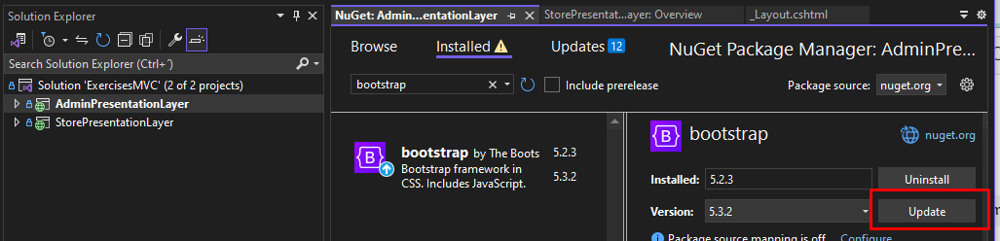 Solution Explorer
NuGet: Admin...entationLayer
StorePresentat...ayer: Overview
_Layout.cshtml
Search Solution Explorer (Ctrl+´)
Solution 'ExercisesMVC' (2 of 2 projects)
AdminPresentationLayer
StorePresentationLayer
Browse
Installed
Updates 12
NuGet Package Manager: AdminPre...
bootstrap
Include prerelease
Package source: nuget.org
bootstrap by The Boots 5.2.3
Bootstrap framework in 5.3.2
CSS. Includes JavaScript.
bootstrap
nuget.org
Installed: 5.2.3
Uninstall
Version: 5.3.2
Update
Package source mapping is off. Configure